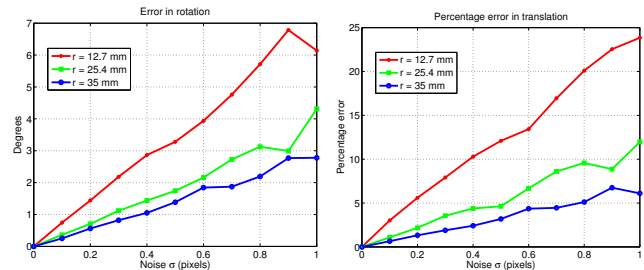 Error in rotation
7
6
5
4
3
2
1
0
Degrees
r = 12.7 mm
r = 25.4 mm
r = 35 mm
0 0.2 0.4 0.6 0.8 1
Noise σ (pixels)
Percentage error in translation
25
20
15
10
5
0
Percentage error
r = 12.7 mm
r = 25.4 mm
r = 35 mm
0 0.2 0.4 0.6 0.8 1
Noise σ (pixels)